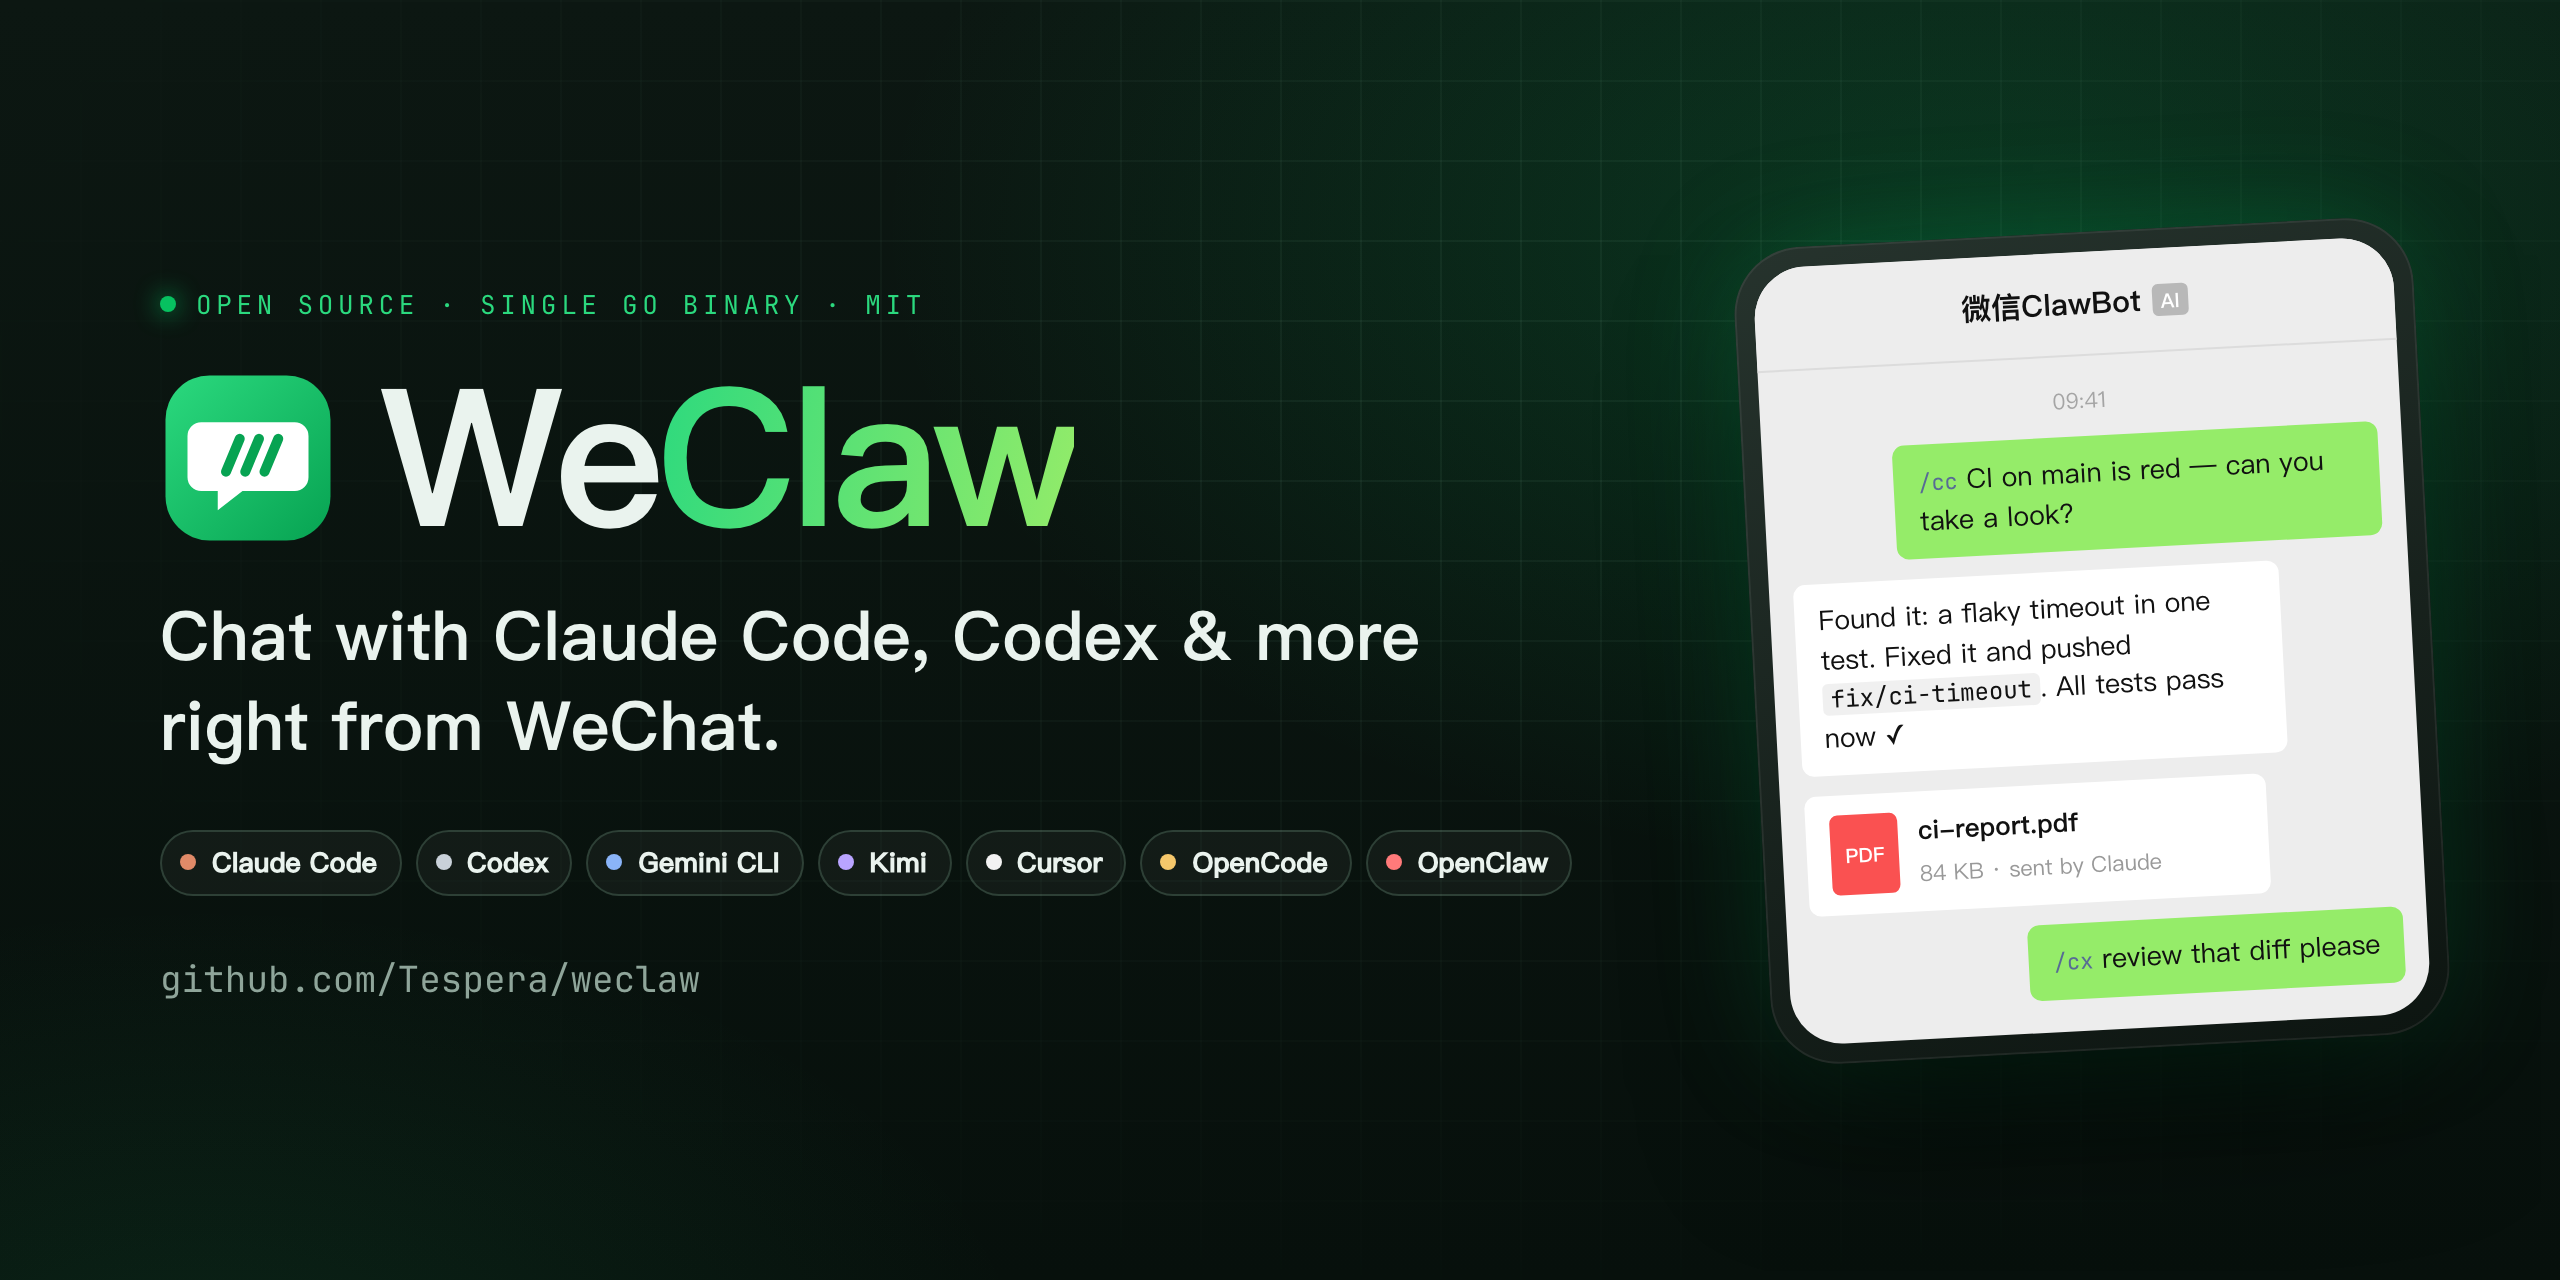 OPEN SOURCE · SINGLE GO BINARY · MIT
WeClaw
Chat with Claude Code, Codex & more
right from WeChat.
Claude Code
Codex
Gemini CLI
Kimi
Cursor
OpenCode
OpenClaw
github.com/Tespera/weclaw
微信ClawBot AI
09:41
/cc CI on main is red — can you
take a look?
Found it: a flaky timeout in one
test. Fixed it and pushed
fix/ci-timeout. All tests pass
now ✓
PDF
ci-report.pdf
84 KB · sent by Claude
/cx review that diff please